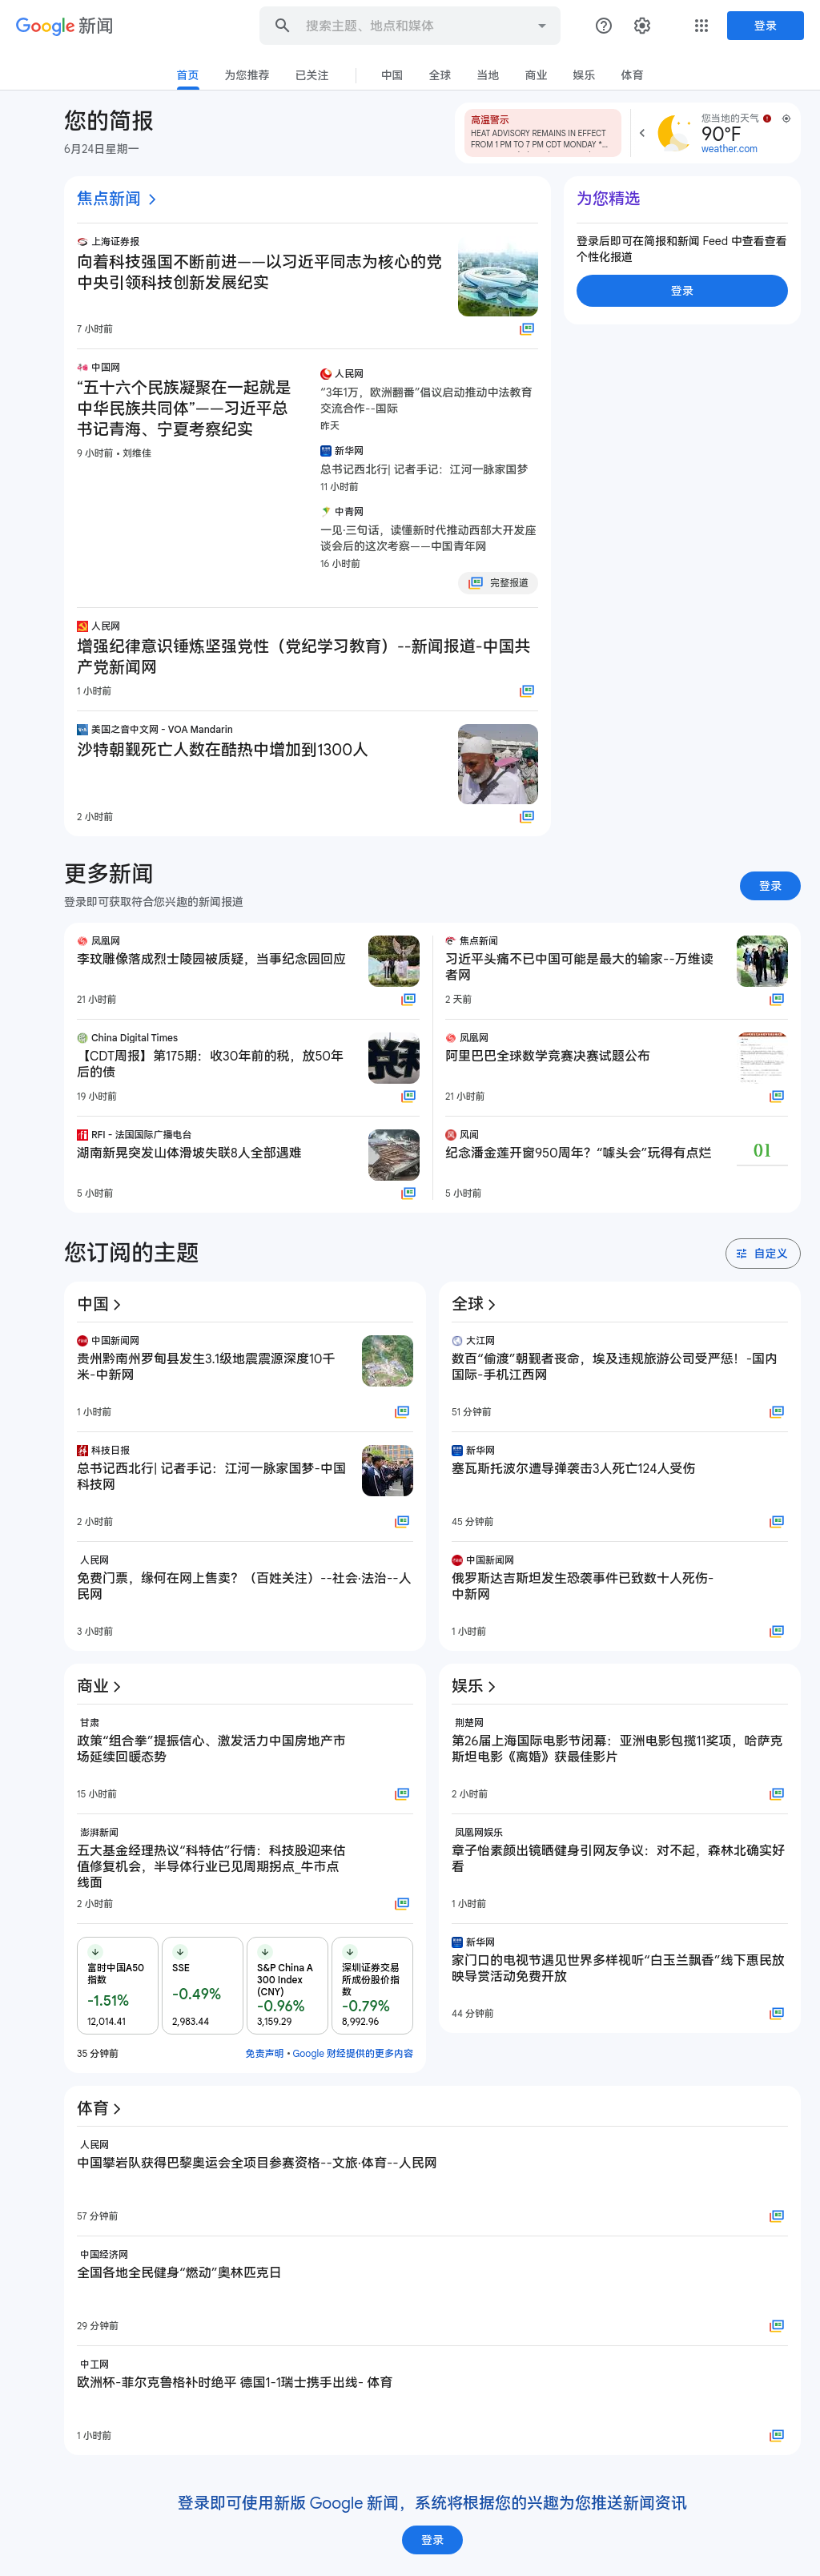 Google 新闻
搜索主题、地点和媒体
登录
首页
为您推荐
已关注
中国
全球
当地
商业
娱乐
体育
您的简报
6月24日星期一
高温警示
HEAT ADVISORY REMAINS IN EFFECT
FROM 1 PM TO 7 PM CDT MONDAY *...
您当地的天气
90°F
weather.com
焦点新闻
上海证券报
向着科技强国不断前进——以习近平同志为核心的党
中央引领科技创新发展纪实
7 小时前
中国网
“五十六个民族凝聚在一起就是
中华民族共同体”——习近平总
书记青海、宁夏考察纪实
9 小时前 • 刘维佳
人民网
“3年1万，欧洲翻番”倡议启动推动中法教育
交流合作--国际
昨天
新华网
总书记西北行| 记者手记：江河一脉家国梦
11 小时前
中青网
一见·三句话，读懂新时代推动西部大开发座
谈会后的这次考察——中国青年网
16 小时前
完整报道
人民网
增强纪律意识锤炼坚强党性（党纪学习教育）--新闻报道-中国共
产党新闻网
1 小时前
美国之音中文网 - VOA Mandarin
沙特朝觐死亡人数在酷热中增加到1300人
2 小时前
为您精选
登录后即可在简报和新闻 Feed 中查看查看
个性化报道
登录
更多新闻
登录即可获取符合您兴趣的新闻报道
登录
凤凰网
李玟雕像落成烈士陵园被质疑，当事纪念园回应
21 小时前
焦点新闻
习近平头痛不已中国可能是最大的输家--万维读
者网
2 天前
China Digital Times
【CDT周报】第175期：收30年前的税，放50年
后的债
19 小时前
凤凰网
阿里巴巴全球数学竞赛决赛试题公布
21 小时前
RFI - 法国国际广播电台
湖南新晃突发山体滑坡失联8人全部遇难
5 小时前
风闻
纪念潘金莲开窗950周年？“噱头会”玩得有点烂
01
5 小时前
您订阅的主题
自定义
中国
中国新闻网
贵州黔南州罗甸县发生3.1级地震震源深度10千
米-中新网
1 小时前
科技日报
总书记西北行| 记者手记：江河一脉家国梦-中国
科技网
2 小时前
人民网
免费门票，缘何在网上售卖？（百姓关注）--社会·法治--人
民网
3 小时前
全球
大江网
数百“偷渡”朝觐者丧命，埃及违规旅游公司受严惩！-国内
国际-手机江西网
51 分钟前
新华网
塞瓦斯托波尔遭导弹袭击3人死亡124人受伤
45 分钟前
中国新闻网
俄罗斯达吉斯坦发生恐袭事件已致数十人死伤-
中新网
1 小时前
商业
甘肃
政策“组合拳”提振信心、激发活力中国房地产市
场延续回暖态势
15 小时前
澎湃新闻
五大基金经理热议“科特估”行情：科技股迎来估
值修复机会，半导体行业已见周期拐点_牛市点
线面
2 小时前
富时中国A50
指数
-1.51%
12,014.41
SSE
-0.49%
2,983.44
S&P China A
300 Index
(CNY)
-0.96%
3,159.29
深圳证券交易
所成份股价指
数
-0.79%
8,992.96
35 分钟前
免责声明 • Google 财经提供的更多内容
娱乐
荆楚网
第26届上海国际电影节闭幕：亚洲电影包揽11奖项，哈萨克
斯坦电影《离婚》获最佳影片
2 小时前
凤凰网娱乐
章子怡素颜出镜晒健身引网友争议：对不起，森林北确实好
看
1 小时前
新华网
家门口的电视节遇见世界多样视听“白玉兰飘香”线下惠民放
映导赏活动免费开放
44 分钟前
体育
人民网
中国攀岩队获得巴黎奥运会全项目参赛资格--文旅·体育--人民网
57 分钟前
中国经济网
全国各地全民健身“燃动”奥林匹克日
29 分钟前
中工网
欧洲杯-菲尔克鲁格补时绝平 德国1-1瑞士携手出线- 体育
1 小时前
登录即可使用新版 Google 新闻，系统将根据您的兴趣为您推送新闻资讯
登录